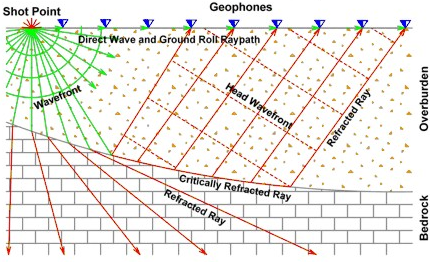 Geophones
Shot Point
Direct Wave and Ground Roll Raypath
Wavefront
Head Wavefront
Refracted Ray
Overburden
Critically Refracted Ray
Refracted Ray
Bedrock